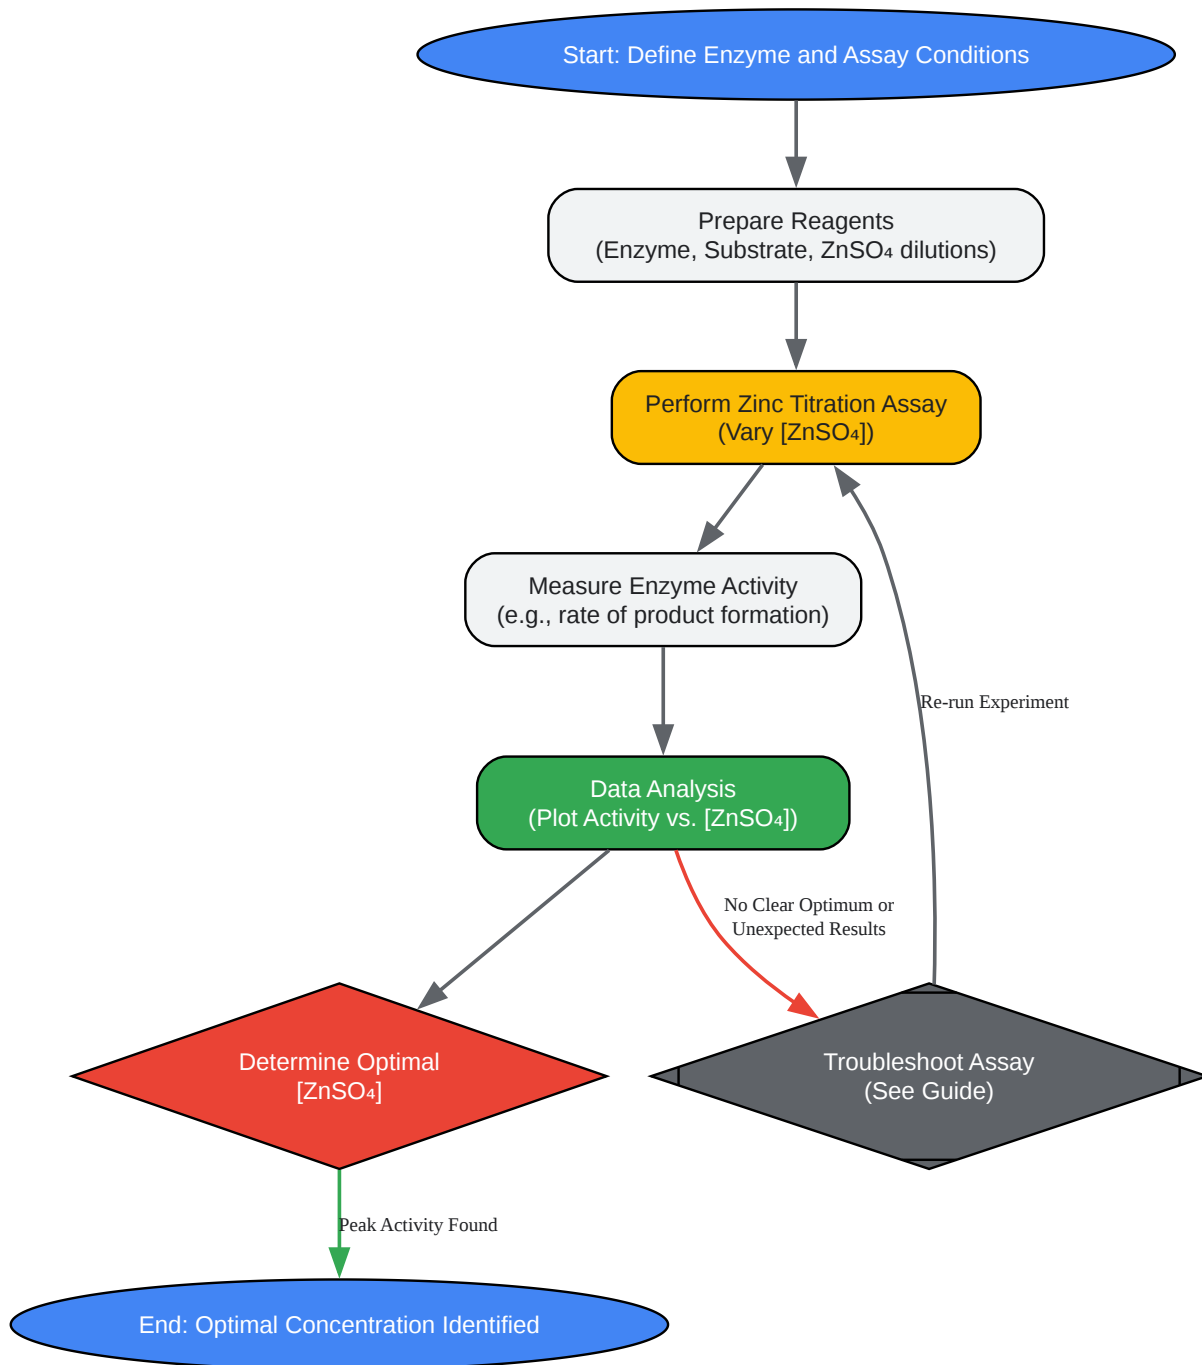 Start: Define Enzyme and Assay Conditions
Prepare Reagents
(Enzyme, Substrate, ZnSO₄ dilutions)
Perform Zinc Titration Assay
(Vary [ZnSO₄])
Measure Enzyme Activity
(e.g., rate of product formation)
Re-run Experiment
Data Analysis
(Plot Activity vs. [ZnSO₄])
No Clear Optimum or
Unexpected Results
Determine Optimal
[ZnSO₄]
Troubleshoot Assay
(See Guide)
Peak Activity Found
End: Optimal Concentration Identified